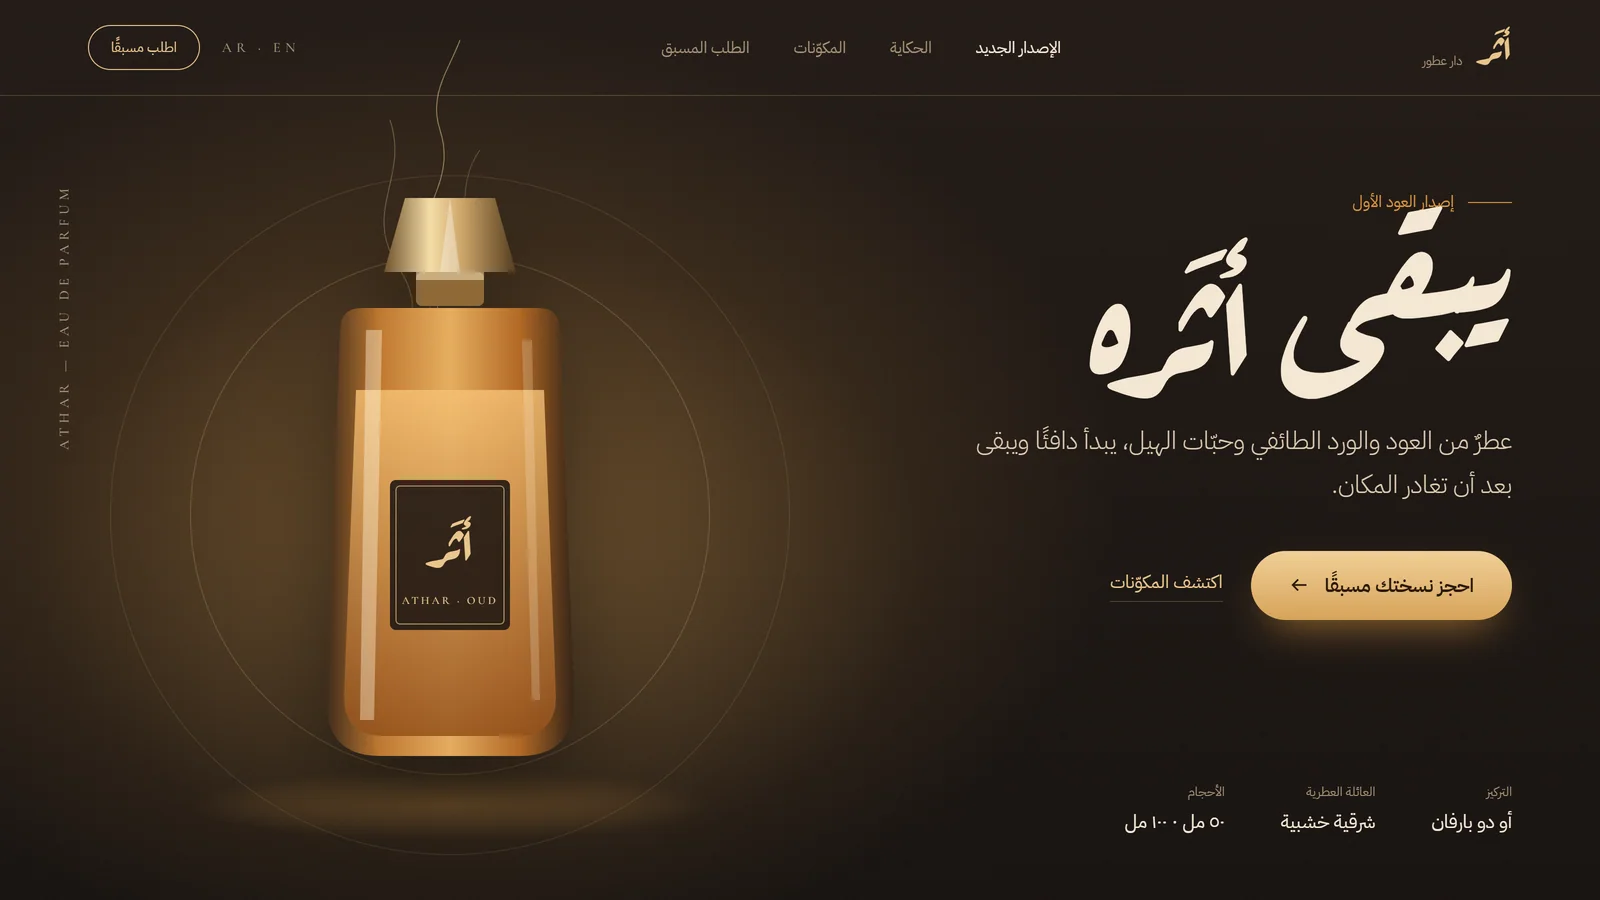 أَثَر
دار عطور
الإصدار الجديد
الحكاية
المكوّنات
الطلب المسبق
AR · EN
اطلب مسبقًا
إصدار العود الأول
يبقى أَثَره
عطرٌ من العود والورد الطائفي وحبّات الهيل، يبدأ دافئًا ويبقى
بعد أن تغادر المكان.
احجز نسختك مسبقًا ←
اكتشف المكوّنات
التركيز
أو دو بارفان
العائلة العطرية
شرقية خشبية
الأحجام
٥٠ مل · ١٠٠ مل
أَثَر
ATHAR · OUD
ATHAR — EAU DE PARFUM